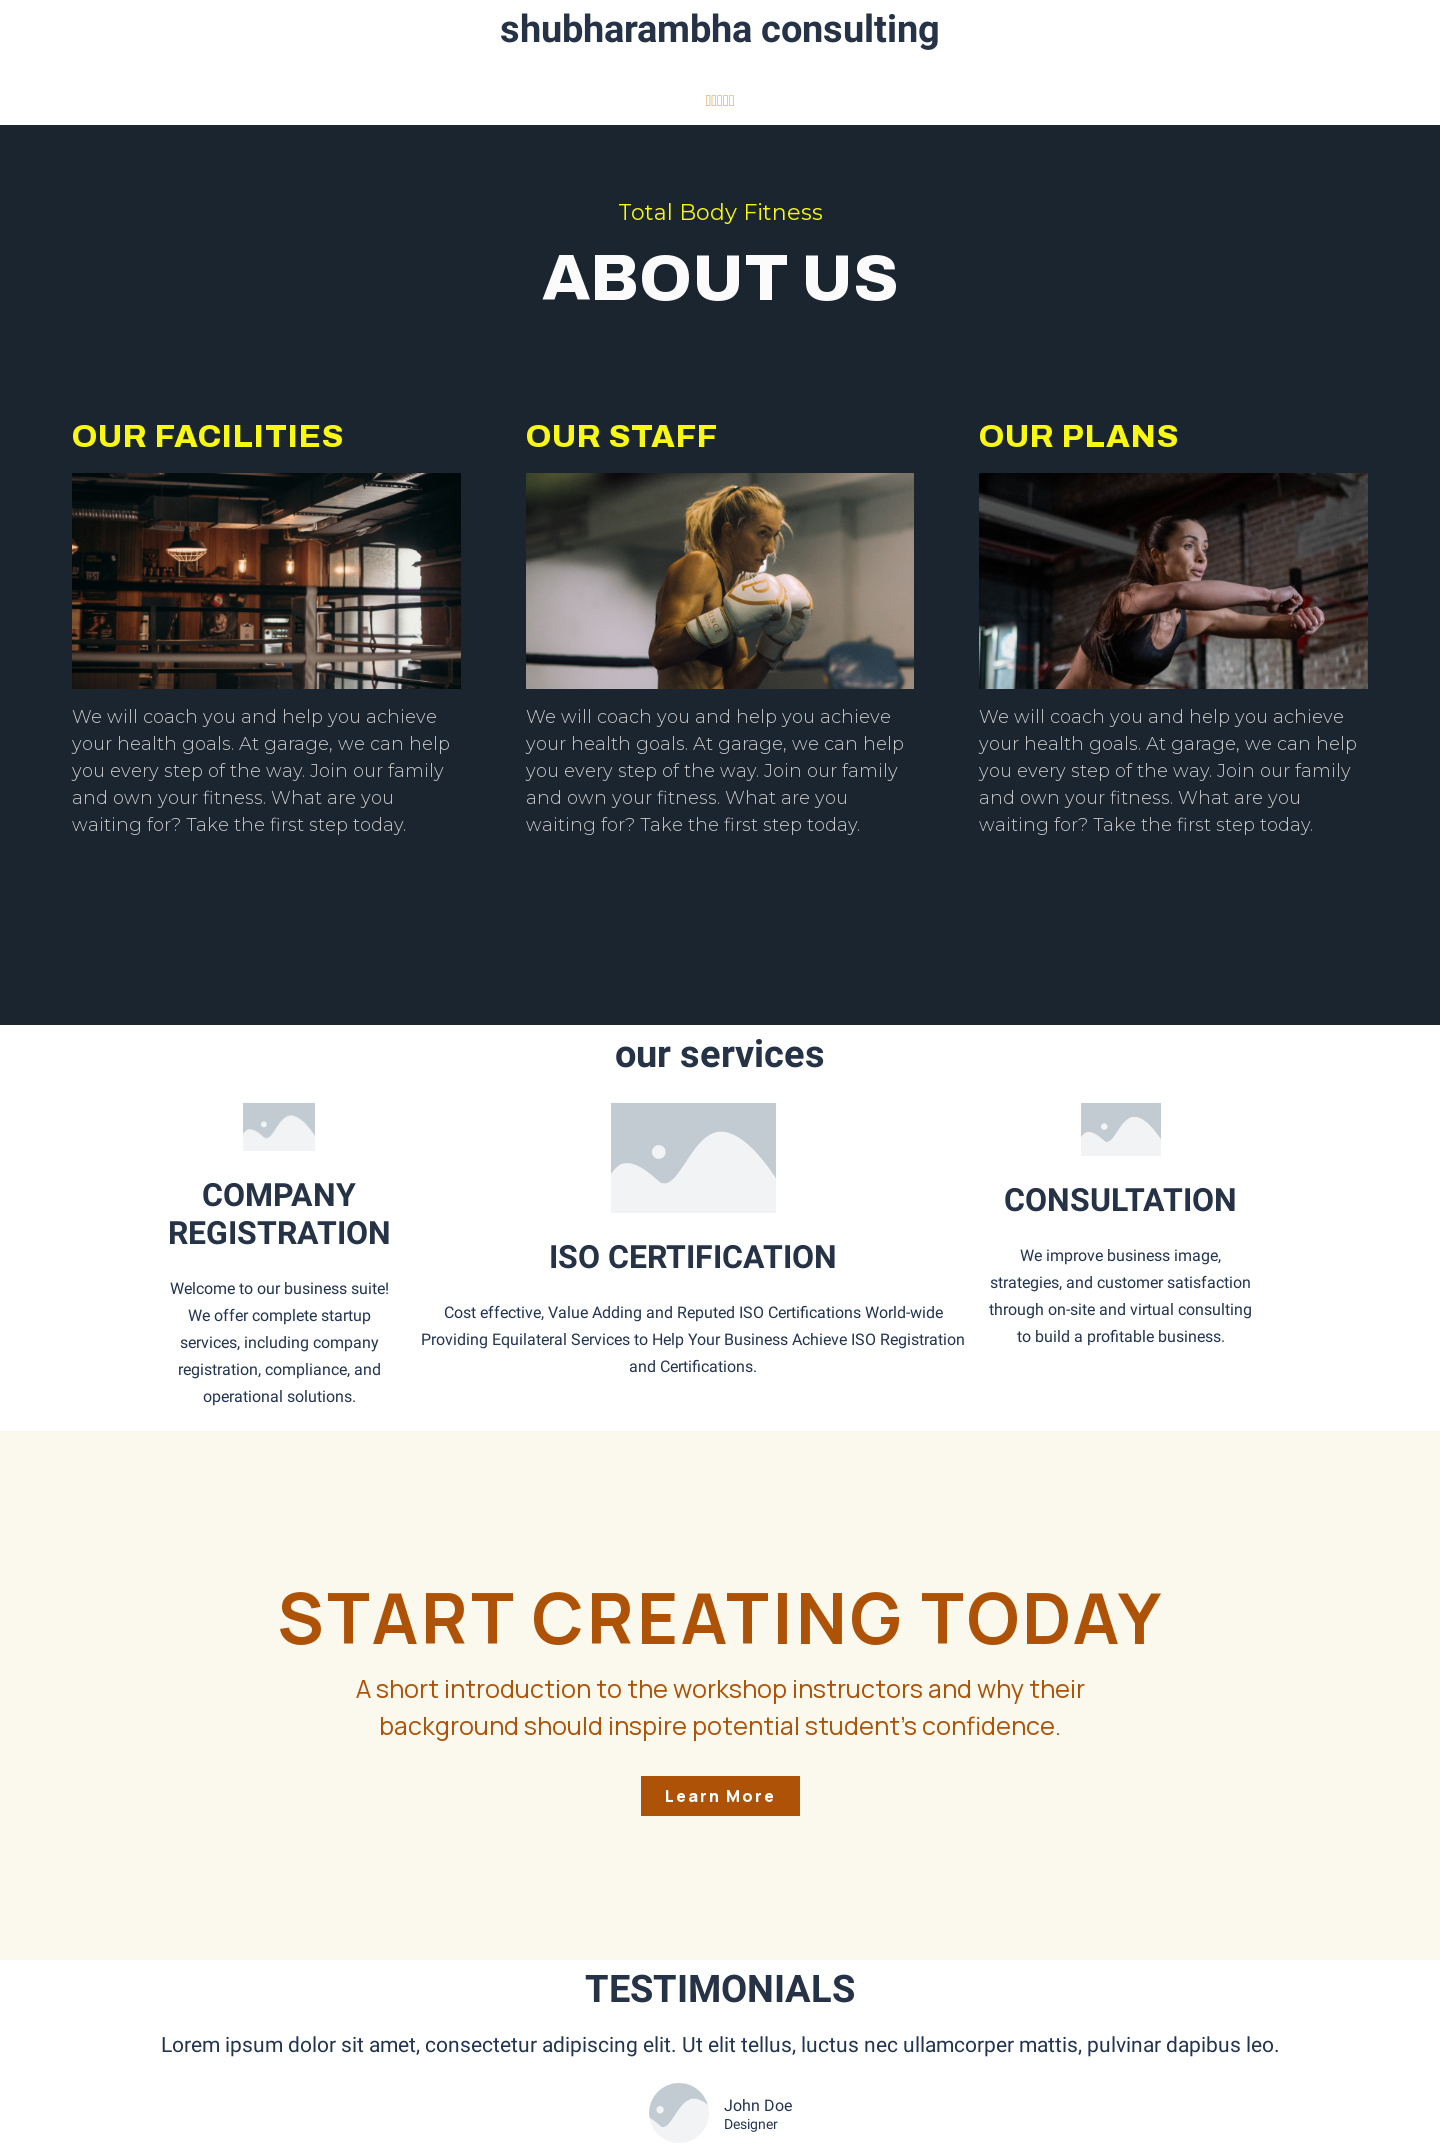 shubharambha consulting
Total Body Fitness
ABOUT US
OUR FACILITIES
We will coach you and help you achieve
your health goals. At garage, we can help
you every step of the way. Join our family
and own your fitness. What are you
waiting for? Take the first step today.
OUR STAFF
We will coach you and help you achieve
your health goals. At garage, we can help
you every step of the way. Join our family
and own your fitness. What are you
waiting for? Take the first step today.
OUR PLANS
We will coach you and help you achieve
your health goals. At garage, we can help
you every step of the way. Join our family
and own your fitness. What are you
waiting for? Take the first step today.
our services
COMPANY
REGISTRATION
Welcome to our business suite!
We offer complete startup
services, including company
registration, compliance, and
operational solutions.
ISO CERTIFICATION
Cost effective, Value Adding and Reputed ISO Certifications World-wide
Providing Equilateral Services to Help Your Business Achieve ISO Registration
and Certifications.
CONSULTATION
We improve business image,
strategies, and customer satisfaction
through on-site and virtual consulting
to build a profitable business.
START CREATING TODAY
A short introduction to the workshop instructors and why their
background should inspire potential student’s confidence.
Learn More
TESTIMONIALS
Lorem ipsum dolor sit amet, consectetur adipiscing elit. Ut elit tellus, luctus nec ullamcorper mattis, pulvinar dapibus leo.
John Doe
Designer